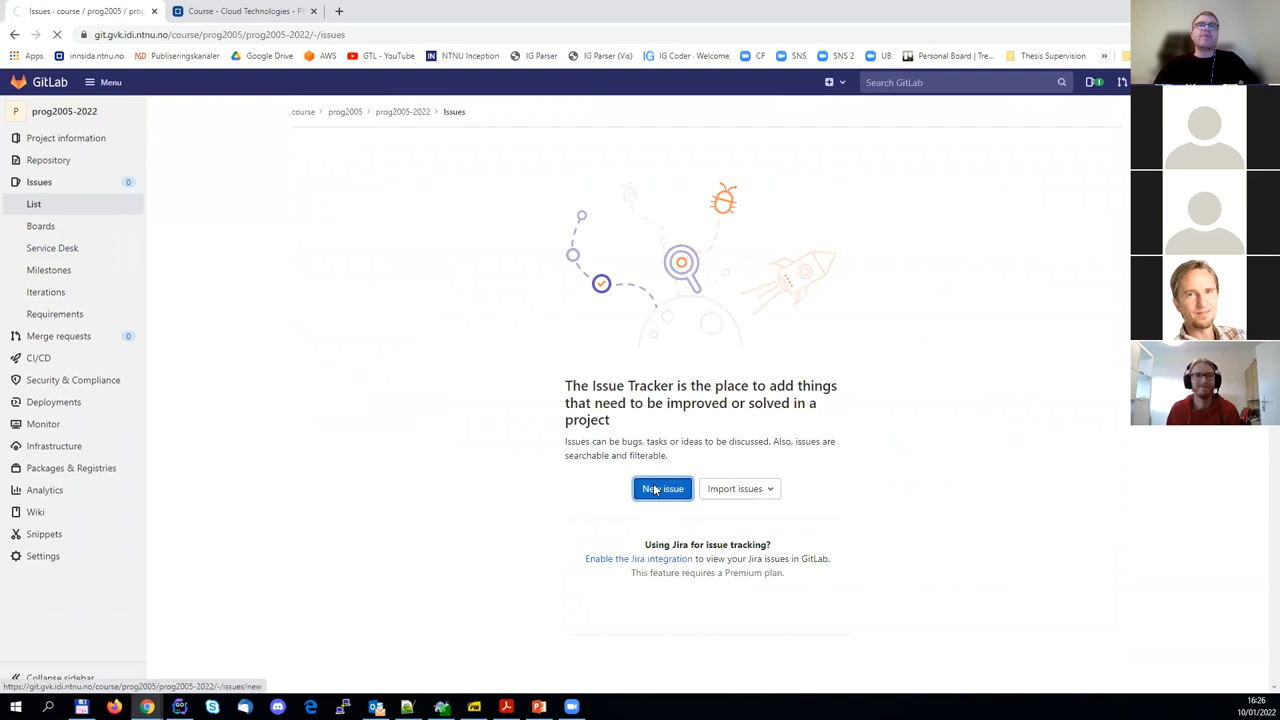 Issues · course / prog2005 / pro
Course - Cloud Technologies - P
git.gvk.idi.ntnu.no/course/prog2005/prog2005-2022/-/issues
Apps
innsida.ntnu.no
Publiseringskanaler
Google Drive
AWS
GTL - YouTube
NTNU Inception
IG Parser
IG Parser (Vis)
IG Coder · Welcome
CF
SNS
SNS 2
UB
Personal Board | Tre...
Thesis Supervision
GitLab
Menu
Search GitLab
1
P prog2005-2022
course > prog2005 > prog2005-2022 > Issues
Project information
Repository
Issues 0
List
Boards
Service Desk
Milestones
Iterations
Requirements
Merge requests 0
CI/CD
Security & Compliance
Deployments
Monitor
Infrastructure
Packages & Registries
Analytics
Wiki
Snippets
Settings
Collapse sidebar
The Issue Tracker is the place to add things
that need to be improved or solved in a
project
Issues can be bugs, tasks or ideas to be discussed. Also, issues are
searchable and filterable.
New issue
Import issues
Using Jira for issue tracking?
Enable the Jira integration to view your Jira issues in GitLab.
This feature requires a Premium plan.
https://git.gvk.idi.ntnu.no/course/prog2005/prog2005-2022/-/issues/new
16:26
10/01/2022